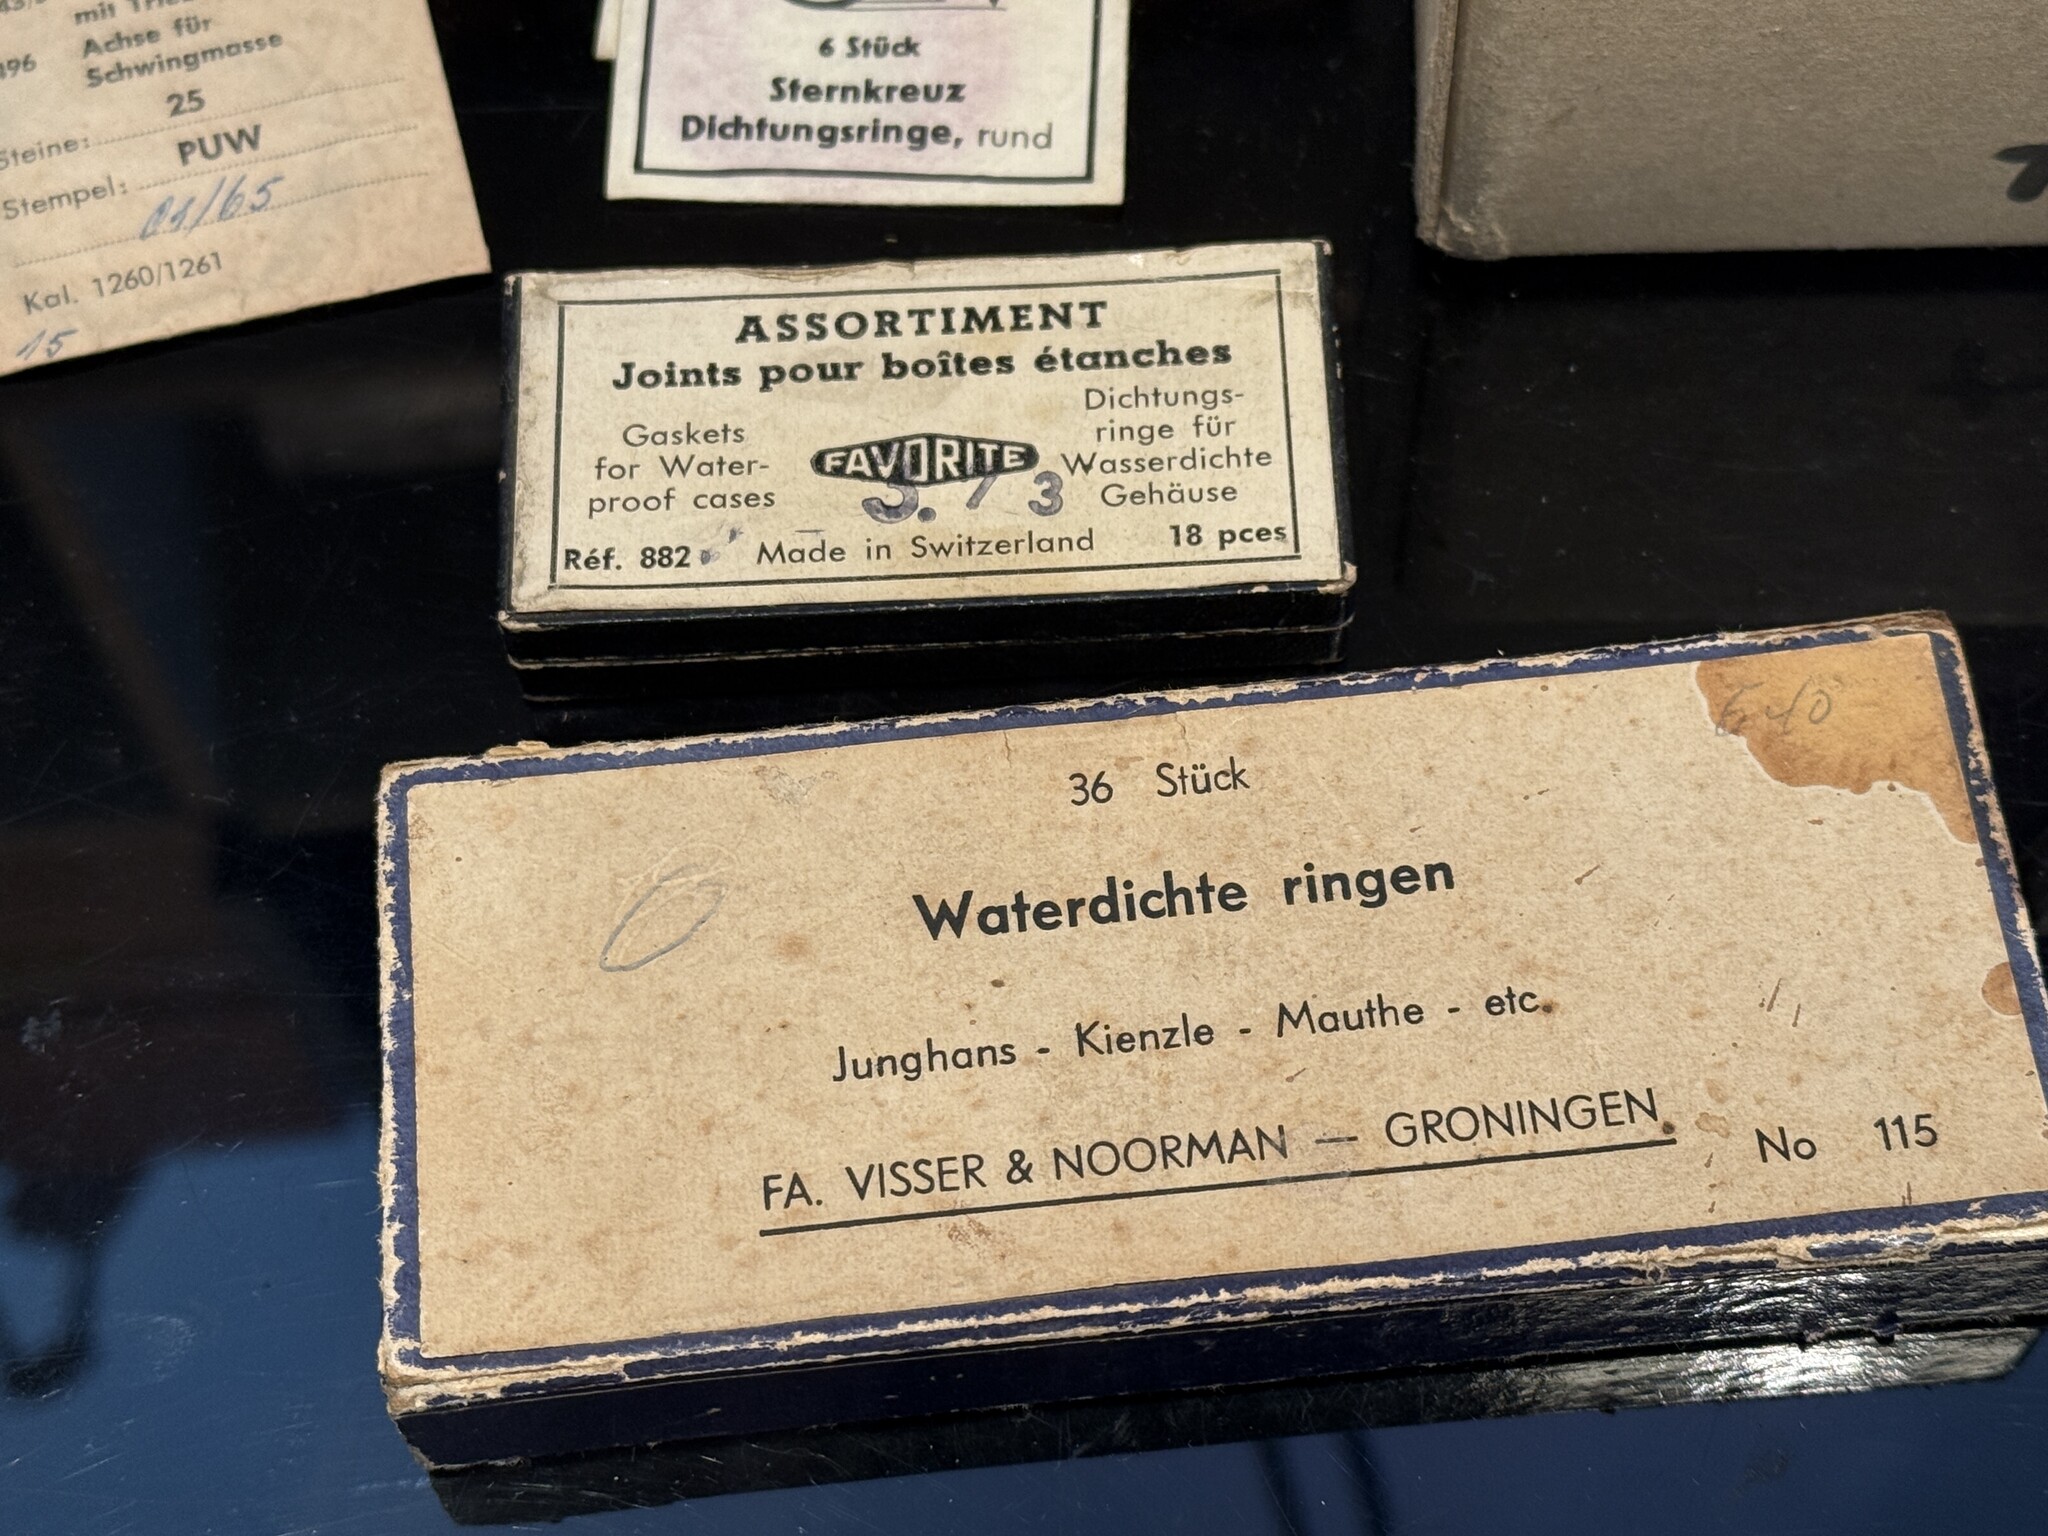 mit
Achse für
496
Schwingmasse
Steine: 25
Stempel: PUW
01/65
Kal. 1260/1261
15
6 Stück
Sternkreuz
Dichtungsringe, rund
ASSORTIMENT
Joints pour boîtes étanches
Gaskets
for Water-
proof cases
FAVORITE
Dichtungs-
ringe für
Wasserdichte
Gehäuse
Réf. 882 Made in Switzerland 18 pces
36 Stück
Waterdichte ringen
Junghans - Kienzle - Mauthe - etc.
FA. VISSER & NOORMAN — GRONINGEN.
No 115